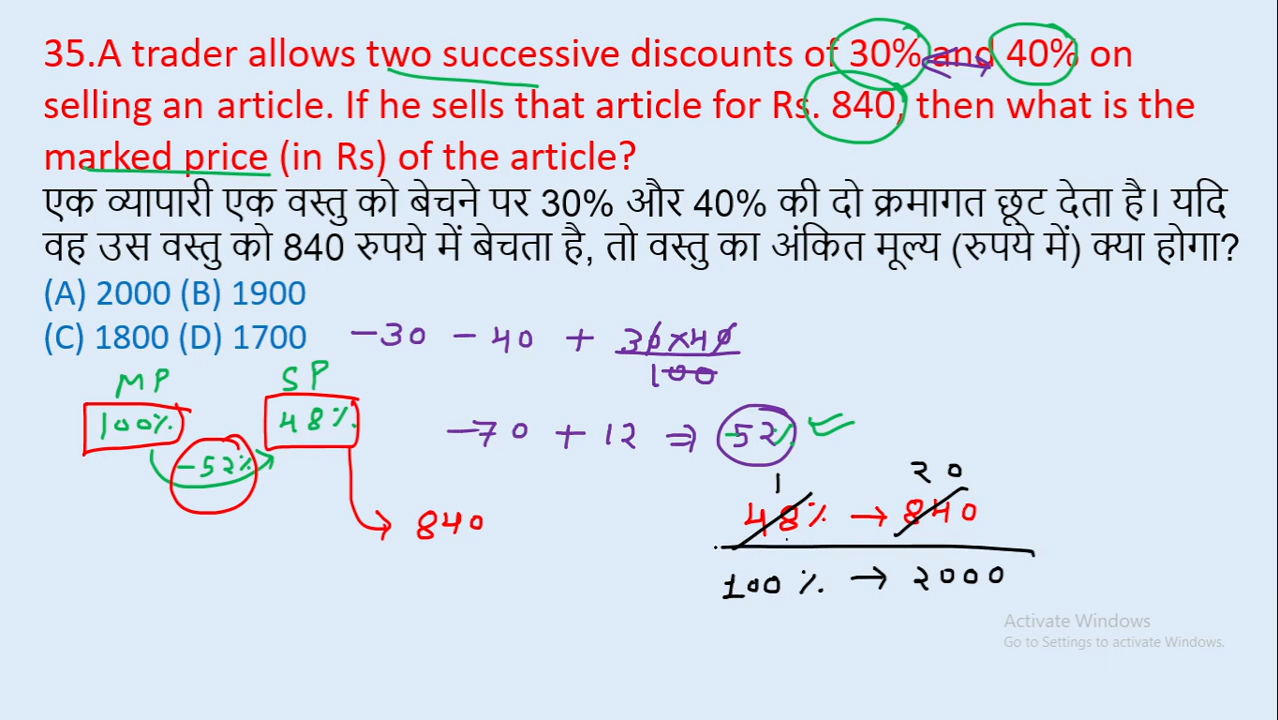 35.A trader allows two successive discounts of 30% and 40% on
selling an article. If he sells that article for Rs. 840, then what is the
marked price (in Rs) of the article?
एक व्यापारी एक वस्तु को बेचने पर 30% और 40% की दो क्रमागत छूट देता है। यदि
वह उस वस्तु को 840 रुपये में बेचता है, तो वस्तु का अंकित मूल्य (रुपये में) क्या होगा?
(A) 2000 (B) 1900
(C) 1800 (D) 1700
-30 - 40 + 30×40
100
MP SP
100% 48%
-52%
-70 + 12 ⇒ -52%
1 20
48% → 840
100% → 2000
840
Activate Windows
Go to Settings to activate Windows.